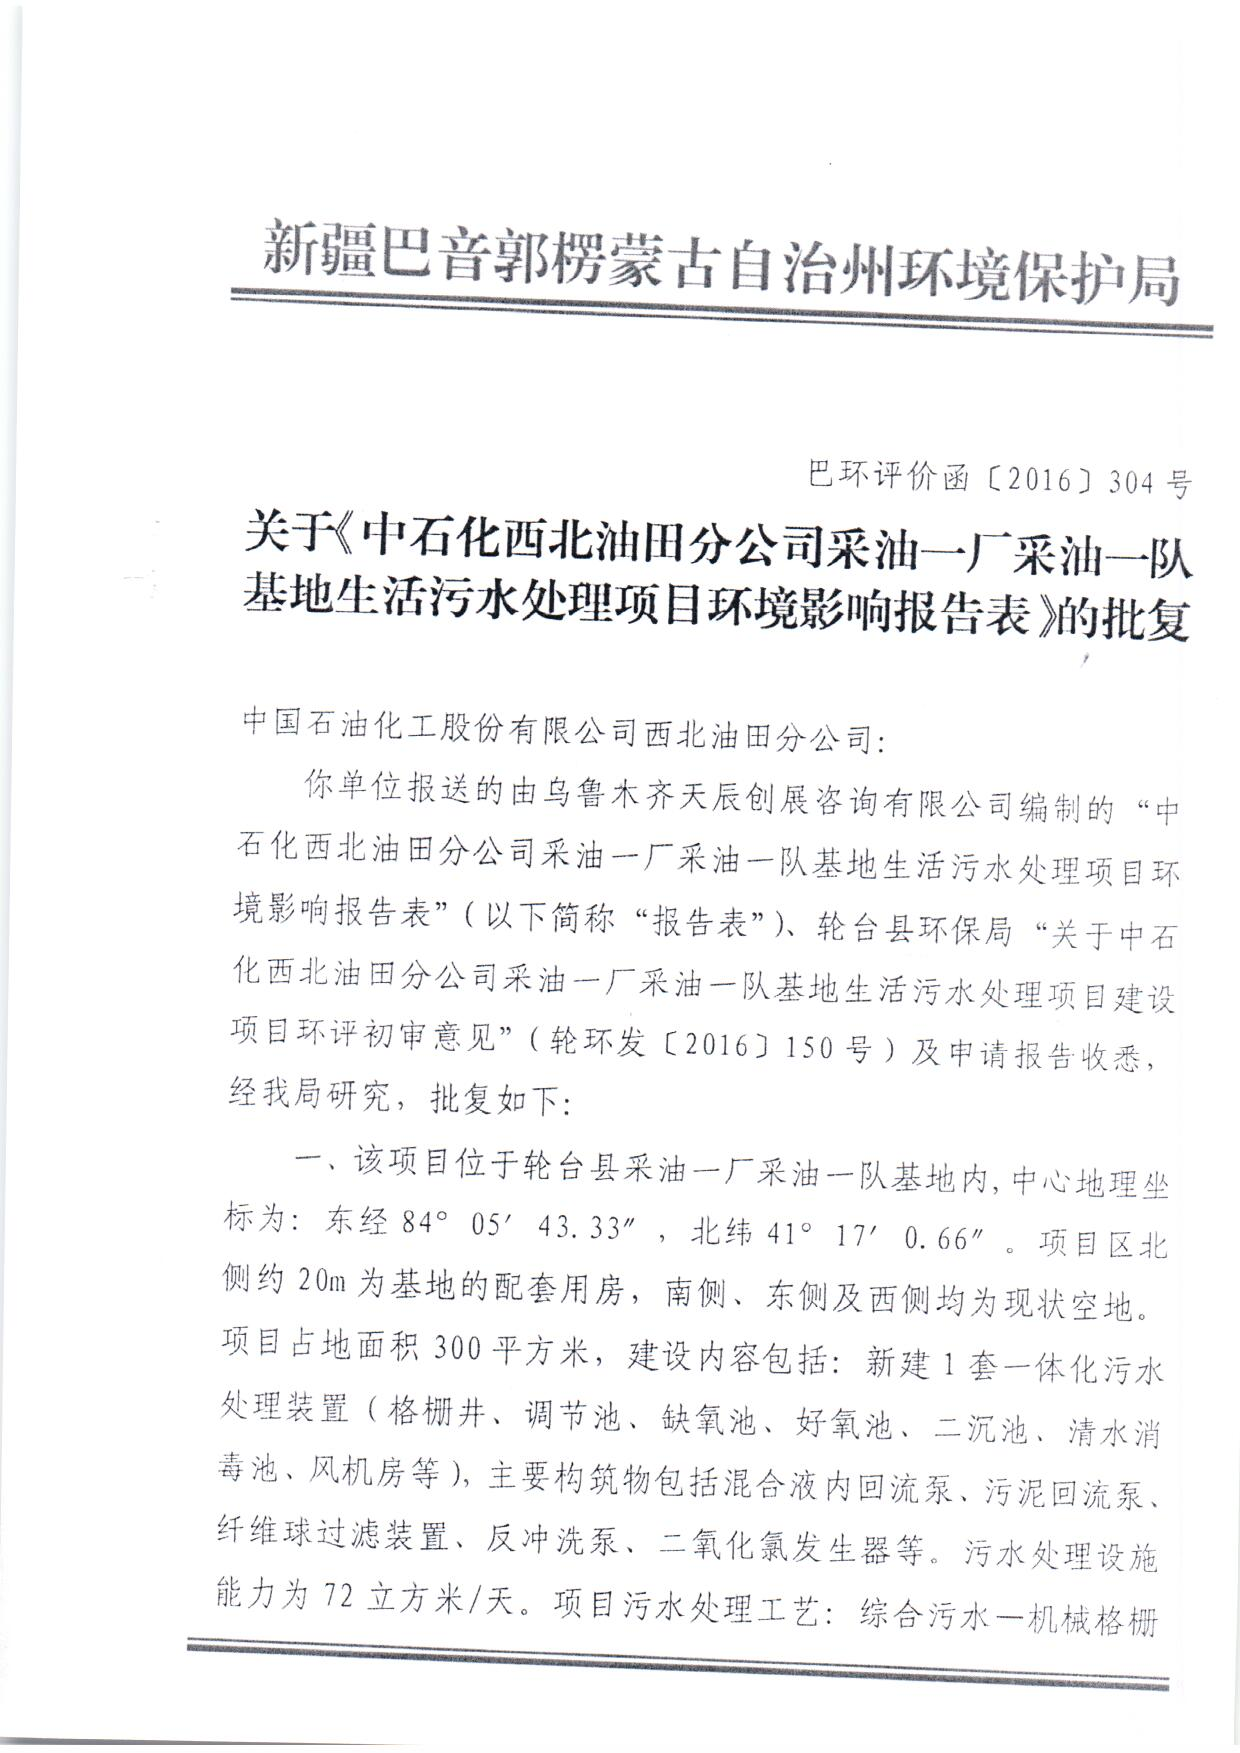 新疆巴音郭楞蒙古自治州环境保护局
巴环评价函〔2016〕304号
关于《中石化西北油田分公司采油一厂采油一队
基地生活污水处理项目环境影响报告表》的批复
中国石油化工股份有限公司西北油田分公司：
你单位报送的由乌鲁木齐天辰创展咨询有限公司编制的“中
石化西北油田分公司采油一厂采油一队基地生活污水处理项目环
境影响报告表”（以下简称“报告表”）、轮台县环保局“关于中石
化西北油田分公司采油一厂采油一队基地生活污水处理项目建设
项目环评初审意见”（轮环发〔2016〕150号）及申请报告收悉，
经我局研究，批复如下：
一、该项目位于轮台县采油一厂采油一队基地内,中心地理坐
标为：东经84° 05′ 43.33″，北纬41° 17′ 0.66″。项目区北
侧约20m为基地的配套用房，南侧、东侧及西侧均为现状空地。
项目占地面积300平方米，建设内容包括：新建1套一体化污水
处理装置（格栅井、调节池、缺氧池、好氧池、二沉池、清水消
毒池、风机房等），主要构筑物包括混合液内回流泵、污泥回流泵、
纤维球过滤装置、反冲洗泵、二氧化氯发生器等。污水处理设施
能力为72立方米/天。项目污水处理工艺：综合污水—机械格栅